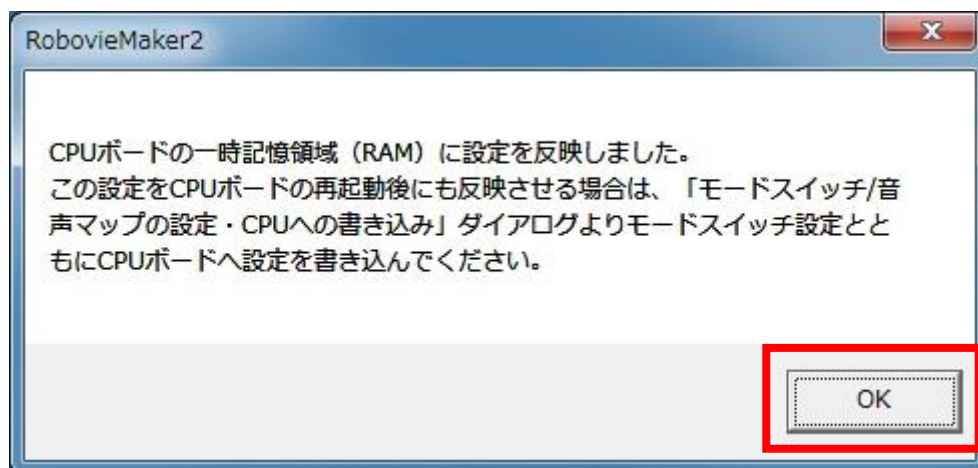 RobovieMaker2
CPUボードの一時記憶領域（RAM）に設定を反映しました。
この設定をCPUボードの再起動後にも反映させる場合は、「モードスイッチ/音
声マップの設定・CPUへの書き込み」ダイアログよりモードスイッチ設定とと
もにCPUボードへ設定を書き込んでください。
OK